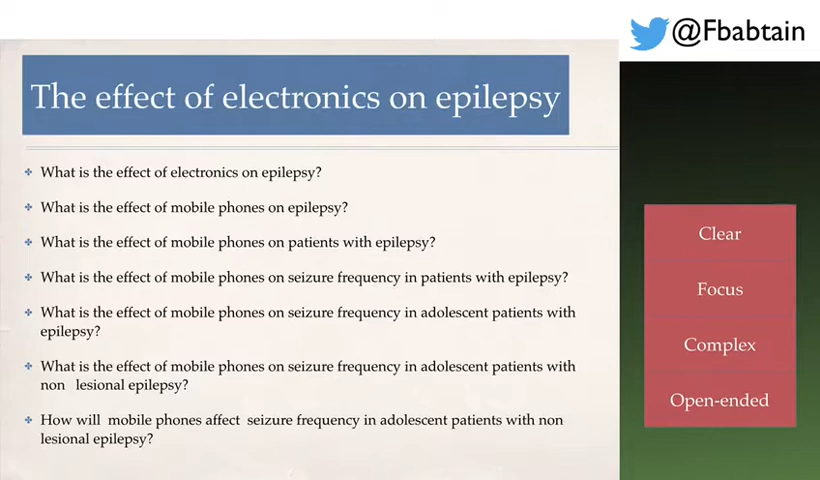 @Fbabtain
The effect of electronics on epilepsy
What is the effect of electronics on epilepsy?
What is the effect of mobile phones on epilepsy?
What is the effect of mobile phones on patients with epilepsy?
What is the effect of mobile phones on seizure frequency in patients with epilepsy?
What is the effect of mobile phones on seizure frequency in adolescent patients with
epilepsy?
What is the effect of mobile phones on seizure frequency in adolescent patients with
non lesional epilepsy?
How will mobile phones affect seizure frequency in adolescent patients with non
lesional epilepsy?
Clear
Focus
Complex
Open-ended